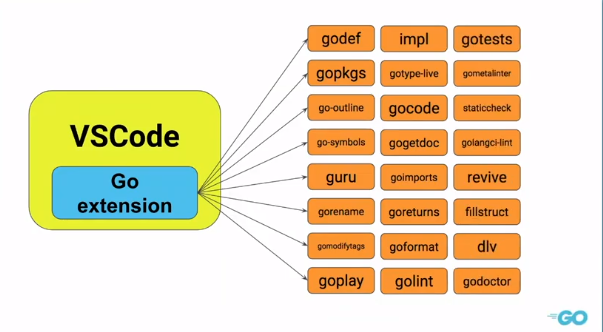 VSCode
Go
extension
godef impl gotests
gopkgs gotype-live gometalinter
go-outline gocode staticcheck
go-symbols gogetdoc golangci-lint
guru goimports revive
gorename goreturns fillstruct
gomodifytags goformat dlv
goplay golint godoctor
GO